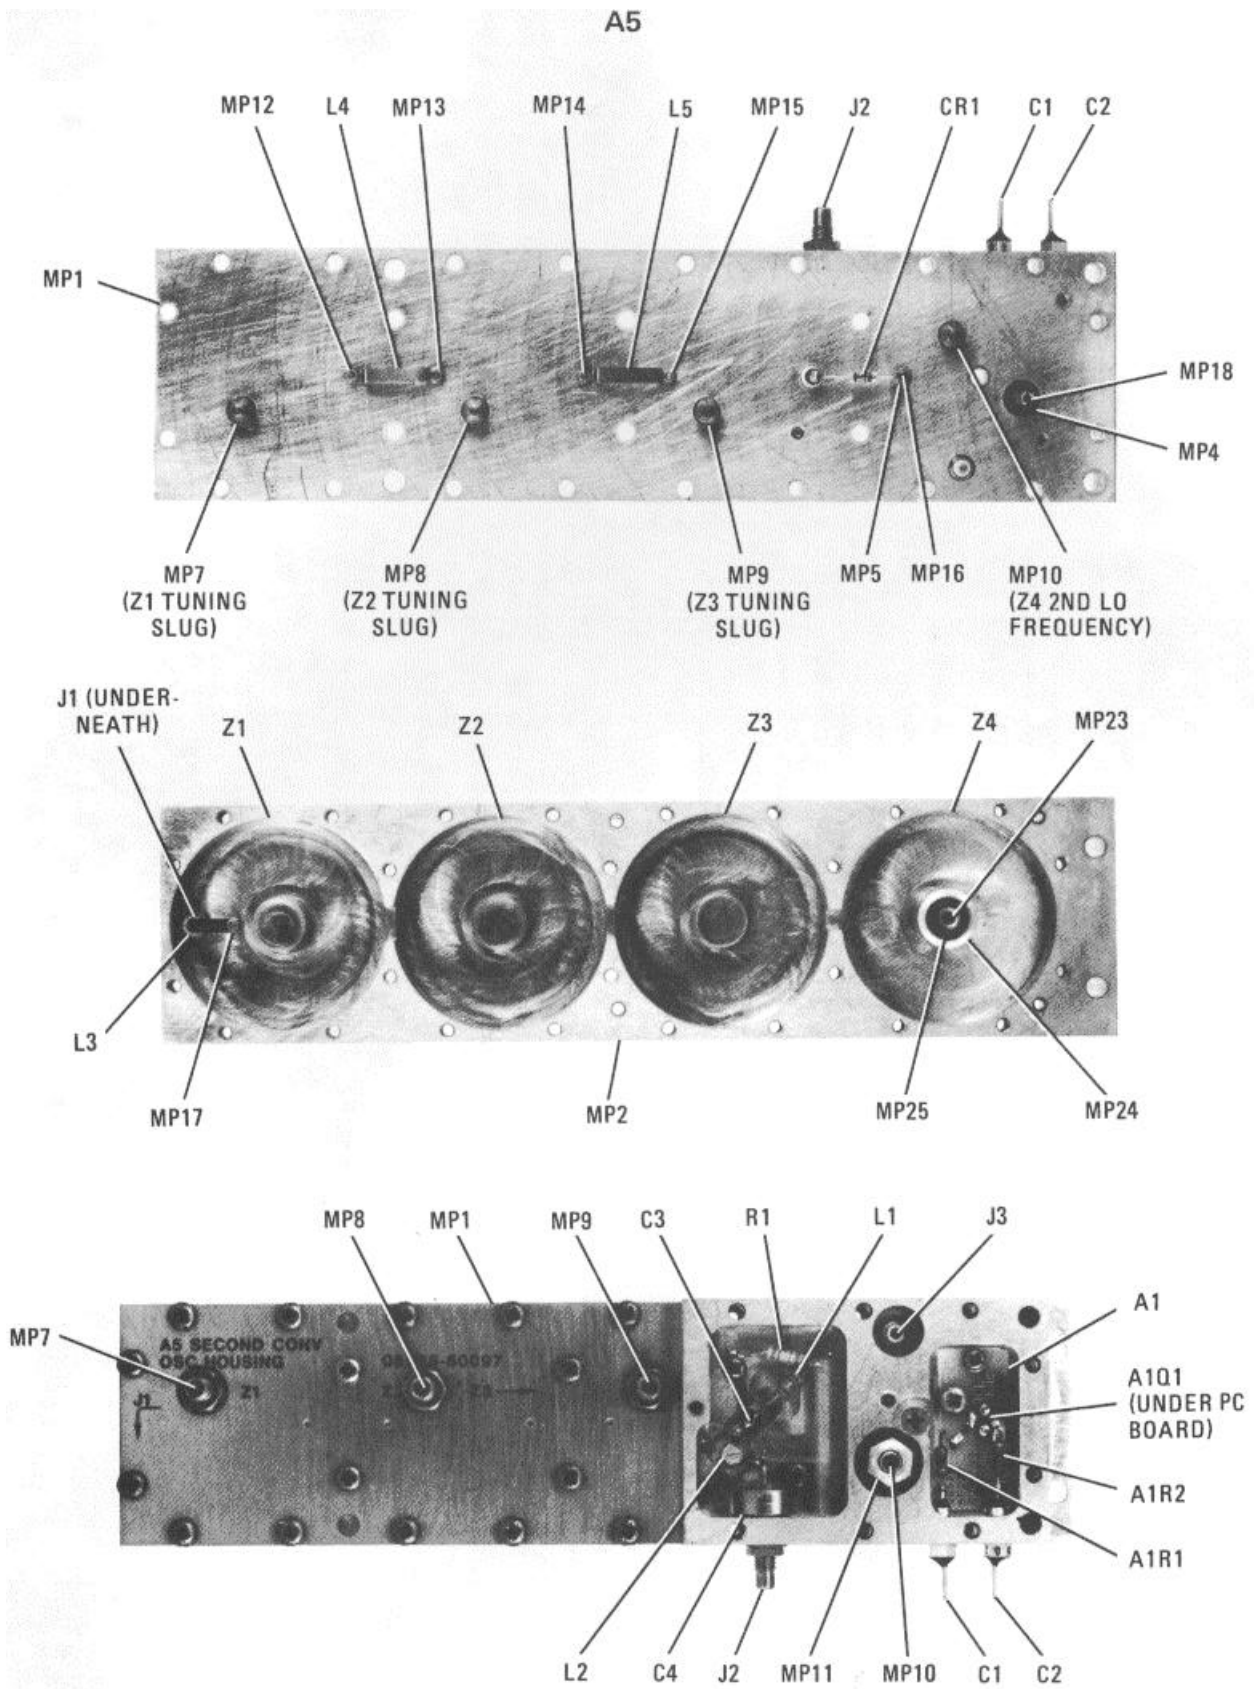 A5
MP12
L4
MP13
MP14
L5
MP15
J2
CR1
C1
C2
MP1
MP18
MP4
MP7
(Z1 TUNING
SLUG)
MP8
(Z2 TUNING
SLUG)
MP9
(Z3 TUNING
SLUG)
MP5
MP16
MP10
(Z4 2ND LO
FREQUENCY)
J1 (UNDER-
NEATH)
Z1
Z2
Z3
Z4
MP23
L3
MP17
MP2
MP25
MP24
MP8
MP1
MP9
C3
R1
L1
J3
MP7
A1
A5 SECOND CONV
OSC HOUSING
J1
Z1
A1Q1
(UNDER PC
BOARD)
A1R2
A1R1
L2
C4
J2
MP11
MP10
C1
C2